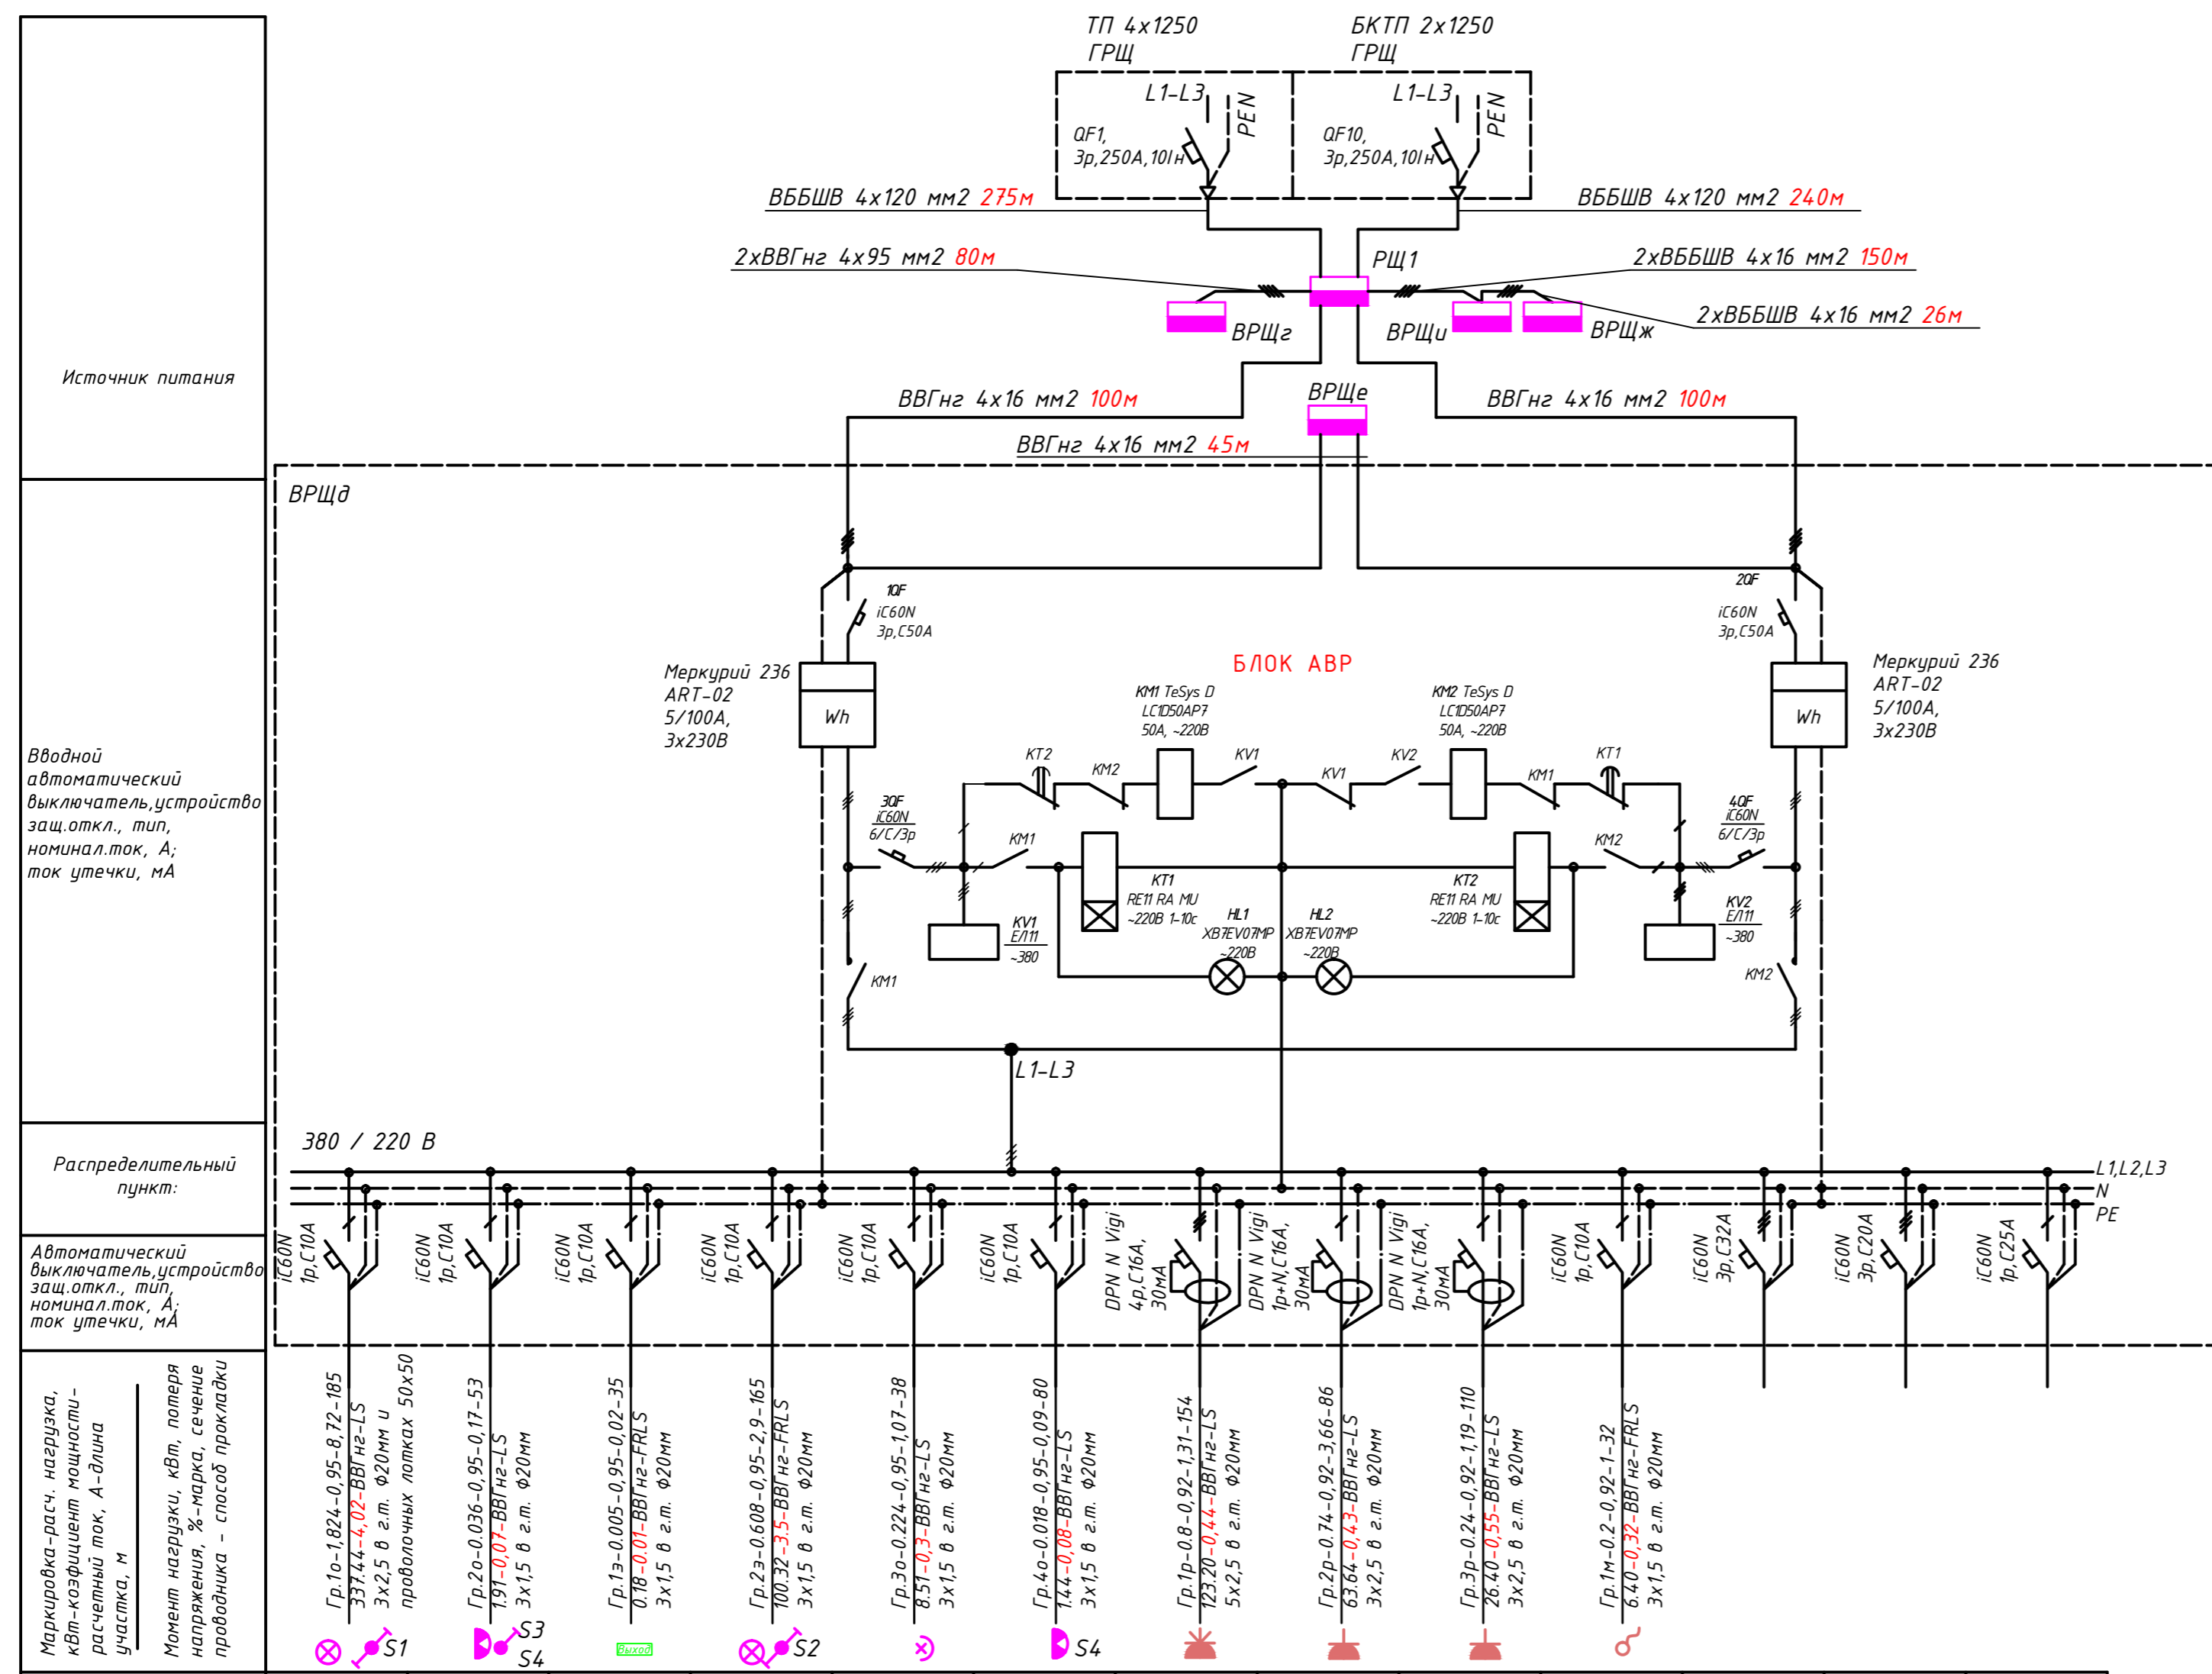 ТП 4х1250
ГРЩ
БКТП 2х1250
ГРЩ
L1-L3
PEN
L1-L3
PEN
QF1,
3р,250А,10Iн
QF10,
3р,250А,10Iн
ВББШВ 4х120 мм2 275м
ВББШВ 4х120 мм2 240м
2хВВГнг 4х95 мм2 80м
РЩ1
2хВББШВ 4х16 мм2 150м
ВРЩг
ВРЩи
ВРЩж
2хВББШВ 4х16 мм2 26м
Источник питания
ВВГнг 4х16 мм2 100м
ВРЩе
ВВГнг 4х16 мм2 100м
ВВГнг 4х16 мм2 45м
ВРЩд
1QF
iC60N
3р,С50А
2QF
iC60N
3р,С50А
Меркурий 236
ART-02
5/100А,
3х230В
Wh
БЛОК АВР
Меркурий 236
ART-02
5/100А,
3х230В
Wh
KM1 TeSys D
LC1D50AP7
50А, ~220В
KM2 TeSys D
LC1D50AP7
50А, ~220В
KT2
KM2
KV1
KV1
KV2
KM1
KT1
Вводной
автоматический
выключатель,устройство
защ.откл., тип,
номинал.ток, А;
ток утечки, мА
3QF
iC60N
6/С/3р
4QF
iC60N
6/С/3р
KM1
KM2
KT1
RE11 RA MU
~220В 1-10с
KT2
RE11 RA MU
~220В 1-10с
KV1
ЕЛ11
~380
HL1
XB7EV07MP
~220В
HL2
XB7EV07MP
~220В
KV2
ЕЛ11
~380
KM1
KM2
L1-L3
380 / 220 В
Распределительный
пункт:
L1,L2,L3
N
PE
Автоматический
выключатель,устройство
защ.откл., тип,
номинал.ток, А;
ток утечки, мА
iC60N
1р,С10А
iC60N
1р,С10А
iC60N
1р,С10А
iC60N
1р,С10А
iC60N
1р,С10А
iC60N
1р,С10А
DPN N Vigi
4р,С16А,
30мА
DPN N Vigi
1р+N,С16А,
30мА
DPN N Vigi
1р+N,С16А,
30мА
iC60N
1р,С10А
iC60N
3р,С32А
iC60N
3р,С20А
iC60N
1р,С25А
Маркировка-расч. нагрузка,
кВт-коэфициент мощности-
расчетный ток, А-длина
участка, м
Момент нагрузки, кВт, потеря
напряжения, %-марка, сечение
проводника - способ прокладки
Гр.1о-1,824-0,95-8,72-185
337.44-4,02-ВВГнг-LS
3х2,5 в г.т. Ф20мм и
проволочных лотках 50х50
Гр.2о-0.036-0,95-0,17-53
1.91-0,07-ВВГнг-LS
3х1,5 в г.т. Ф20мм
Гр.1э-0.005-0,95-0,02-35
0.18-0.01-ВВГнг-FRLS
3х1,5 в г.т. Ф20мм
Гр.2э-0.608-0,95-2,9-165
100.32-3.5-ВВГнг-FRLS
3х1,5 в г.т. Ф20мм
Гр.3о-0.224-0,95-1,07-38
8.51-0,3-ВВГнг-LS
3х1,5 в г.т. Ф20мм
Гр.4о-0.018-0,95-0,09-80
1.44-0,08-ВВГнг-LS
3х1,5 в г.т. Ф20мм
Гр.1р-0.8-0,92-1,31-154
123.20-0,44-ВВГнг-LS
5х2,5 в г.т. Ф20мм
Гр.2р-0.74-0,92-3,66-86
63.64-0,43-ВВГнг-LS
3х2,5 в г.т. Ф20мм
Гр.3р-0.24-0,92-1,19-110
26.40-0,55-ВВГнг-LS
3х2,5 в г.т. Ф20мм
Гр.1м-0.2-0,92-1-32
6.40-0,32-ВВГнг-FRLS
3х1,5 в г.т. Ф20мм
S1
S3
S4
Выход
S2
S4